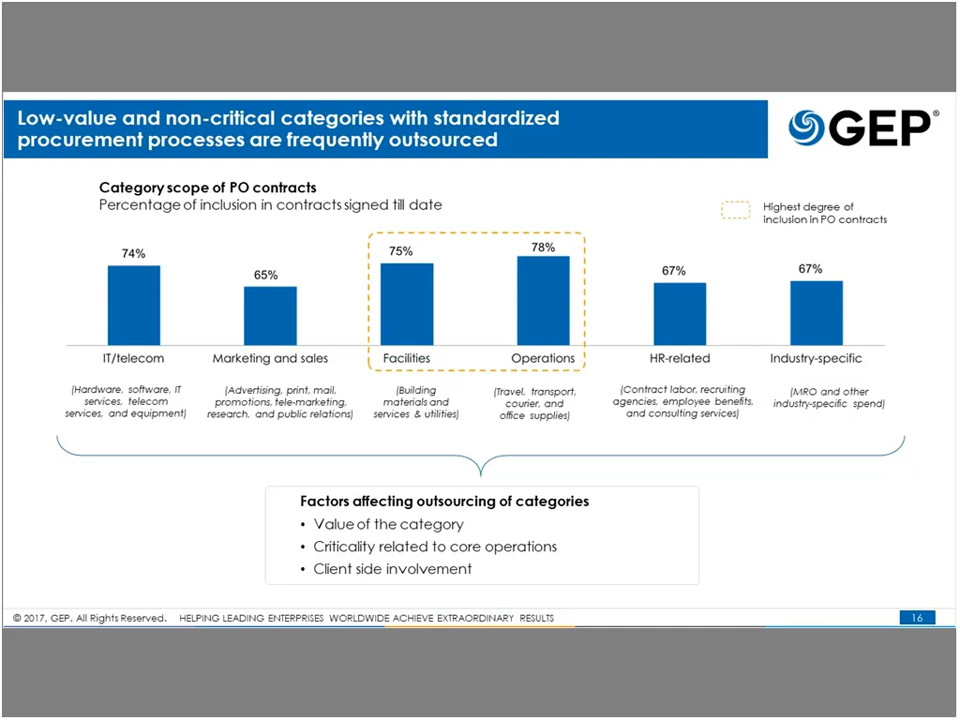 Low-value and non-critical categories with standardized
procurement processes are frequently outsourced
GEP®
Category scope of PO contracts
Percentage of inclusion in contracts signed till date
Highest degree of
inclusion in PO contracts
74%
65%
75%
78%
67%
67%
IT/telecom
Marketing and sales
Facilities
Operations
HR-related
Industry-specific
(Hardware, software, IT
services, telecom
services, and equipment)
(Advertising, print, mail,
promotions, tele-marketing,
research, and public relations)
(Building
materials and
services & utilities)
(Travel, transport,
courier, and
office supplies)
(Contract labor, recruiting
agencies, employee benefits,
and consulting services)
(MRO and other
industry-specific spend)
Factors affecting outsourcing of categories
• Value of the category
• Criticality related to core operations
• Client side involvement
© 2017, GEP. All Rights Reserved. HELPING LEADING ENTERPRISES WORLDWIDE ACHIEVE EXTRAORDINARY RESULTS
16